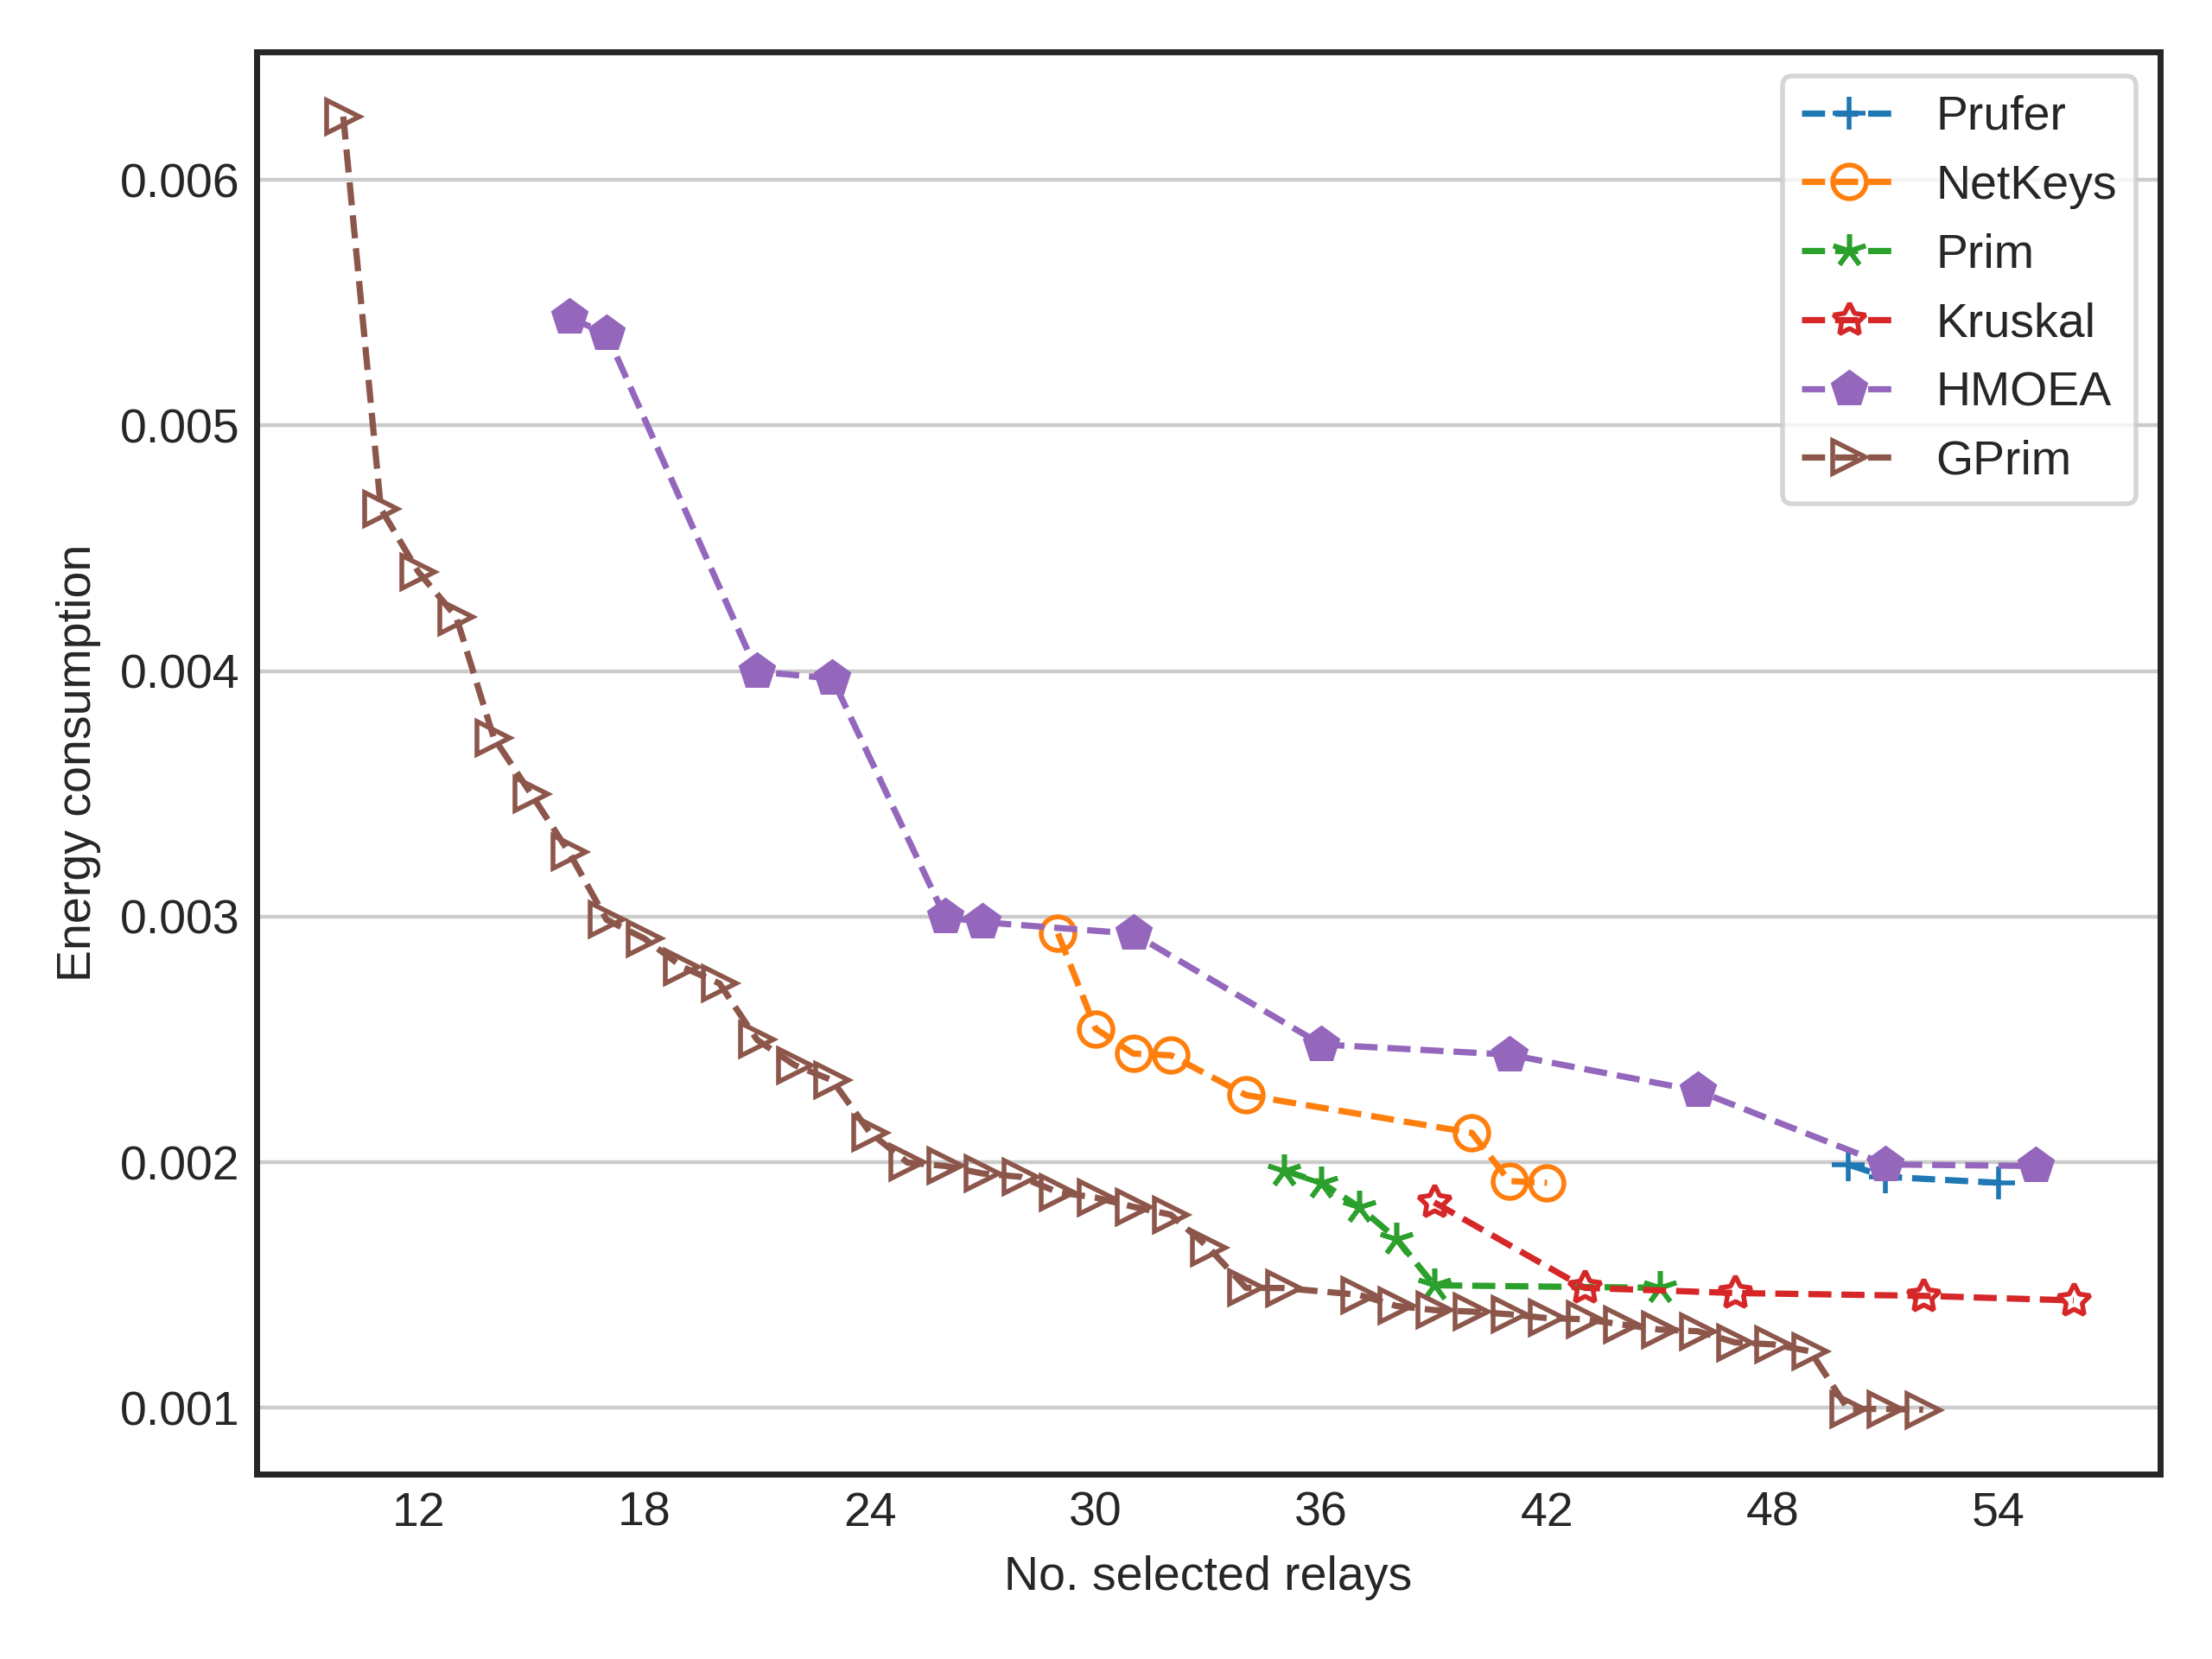 Prufer
NetKeys
Prim
Kruskal
HMOEA
GPrim
Energy consumption
0.006
0.005
0.004
0.003
0.002
0.001
12 18 24 30 36 42 48 54
No. selected relays